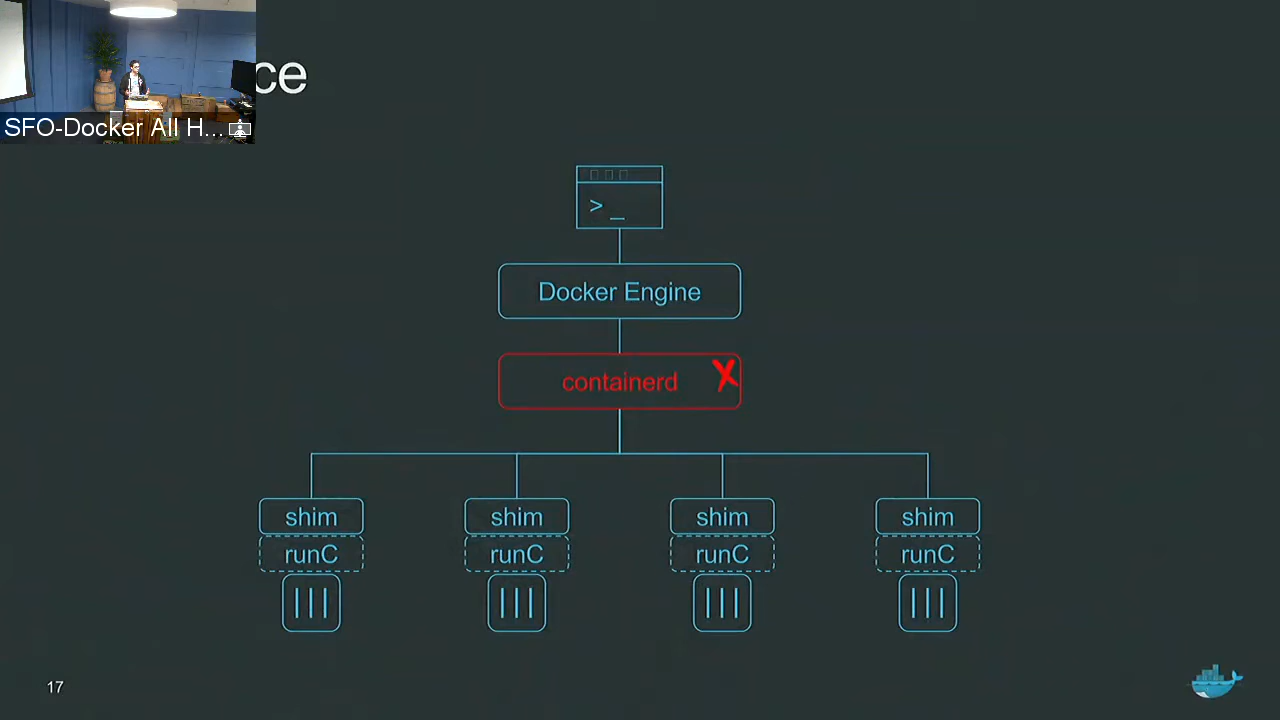 ce
SFO-Docker All H...
>_
Docker Engine
containerd
X
shim shim shim shim
runC runC runC runC
17